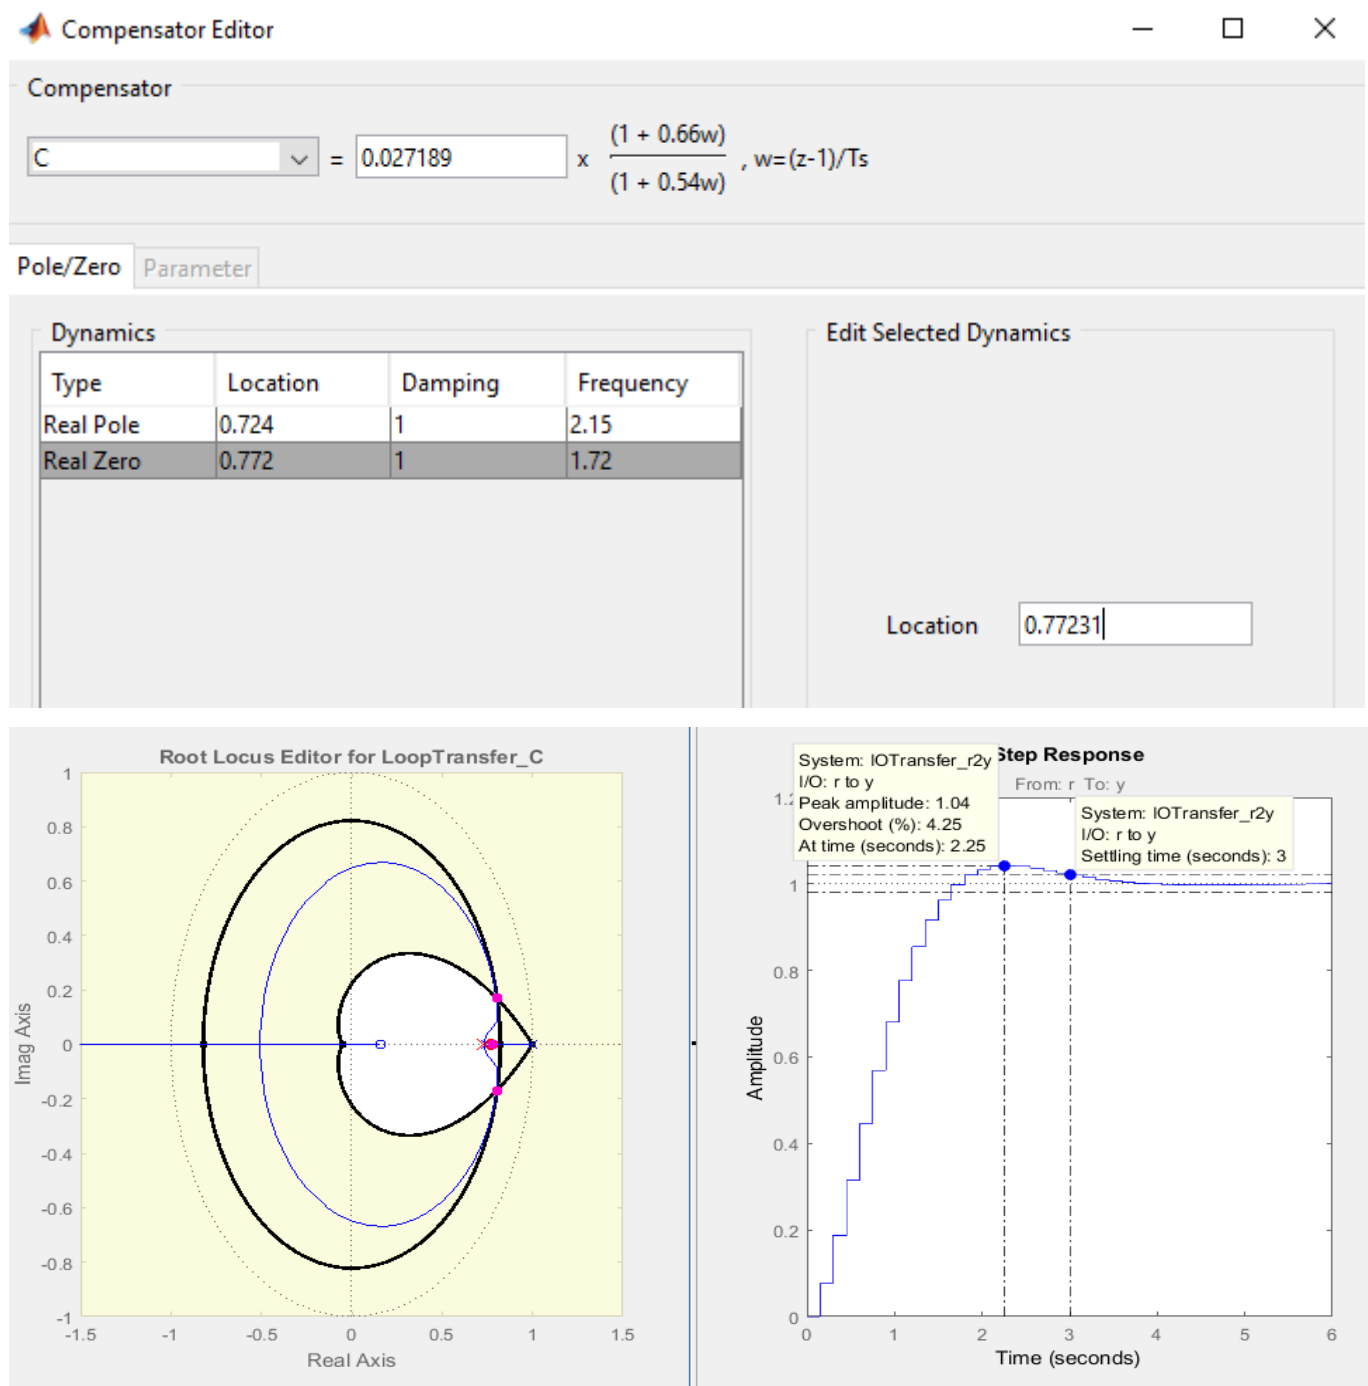 Compensator Editor
Compensator
C = 0.027189 x (1 + 0.66w)
(1 + 0.54w) , w=(z-1)/Ts
Pole/Zero Parameter
Dynamics
Type Location Damping Frequency
Real Pole 0.724 1 2.15
Real Zero 0.772 1 1.72
Edit Selected Dynamics
Location 0.77231
Root Locus Editor for LoopTransfer_C
1
0.8
0.6
0.4
0.2
0
-0.2
-0.4
-0.6
-0.8
-1
Imag Axis
-1.5 -1 -0.5 0 0.5 1 1.5
Real Axis
Step Response
From: r To: y
System: IOTransfer_r2y
I/O: r to y
Peak amplitude: 1.04
Overshoot (%): 4.25
At time (seconds): 2.25
System: IOTransfer_r2y
I/O: r to y
Settling time (seconds): 3
1.2
1
0.8
0.6
0.4
0.2
0
Amplitude
0 1 2 3 4 5 6
Time (seconds)